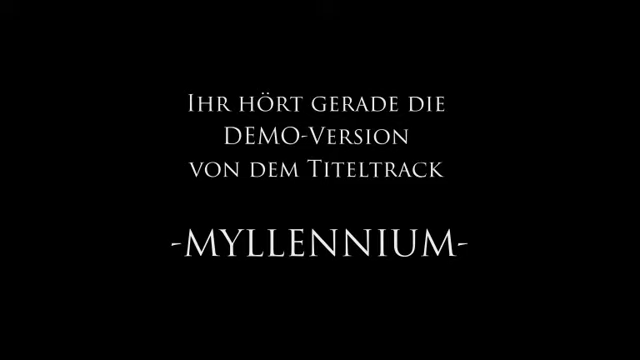 Ihr hört gerade die
DEMO-Version
von dem Titeltrack
-MYLLENNIUM-